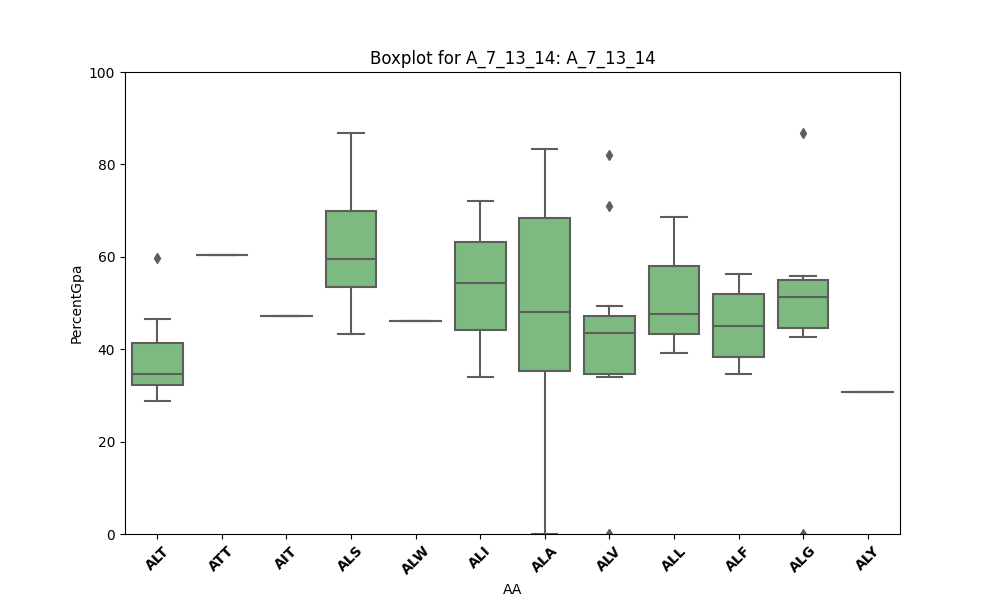 Boxplot for A_7_13_14: A_7_13_14
PercentGpa
100
80
60
40
20
0
ALT ATT AIT ALS ALW ALI ALA ALV ALL ALF ALG ALY
AA